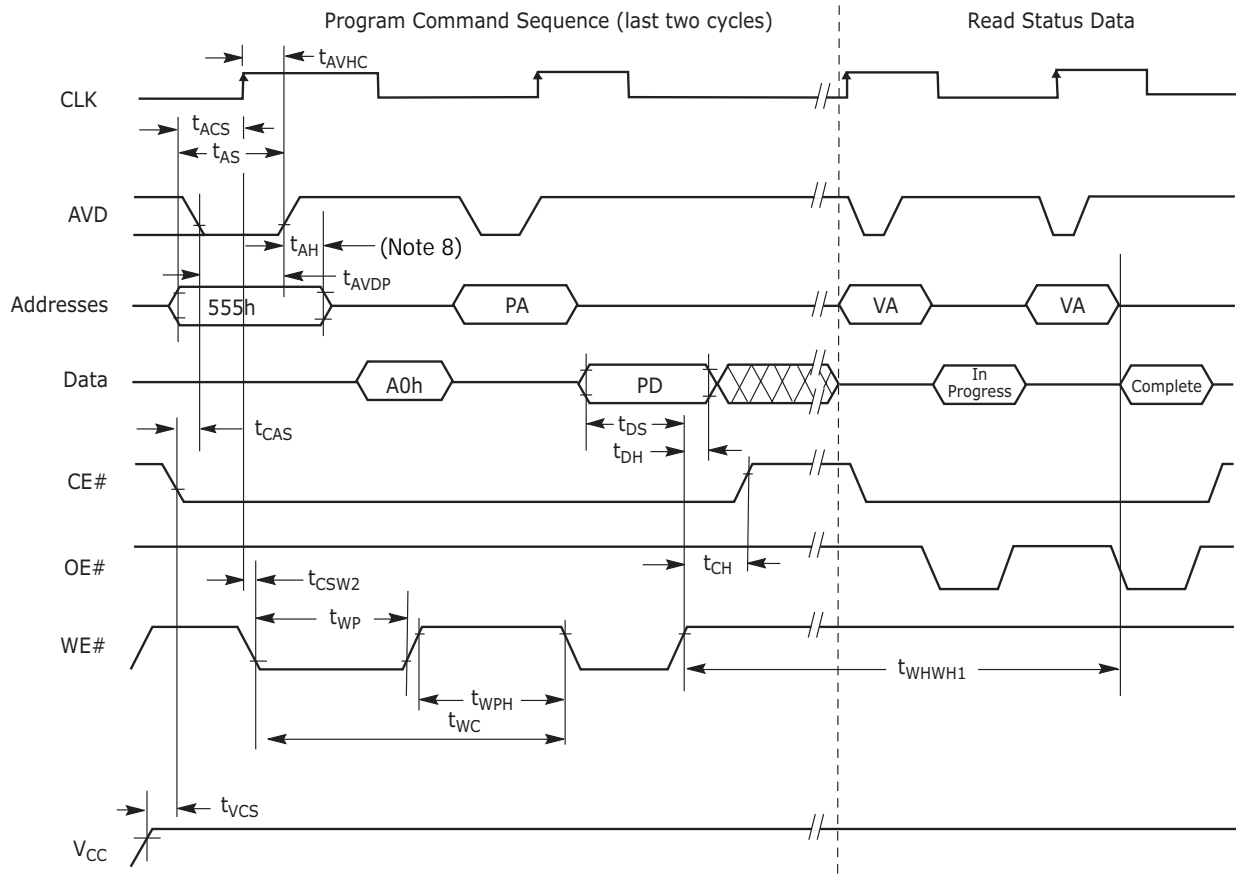 Program Command Sequence (last two cycles)
Read Status Data
tAVHC
CLK
tACS
tAS
AVD
tAH
(Note 8)
tAVDP
Addresses
555h
PA
VA
VA
Data
A0h
PD
In
Progress
Complete
tDS
tCAS
tDH
CE#
OE#
tCH
tCSW2
tWP
WE#
tWHWH1
tWPH
tWC
tVCS
VCC